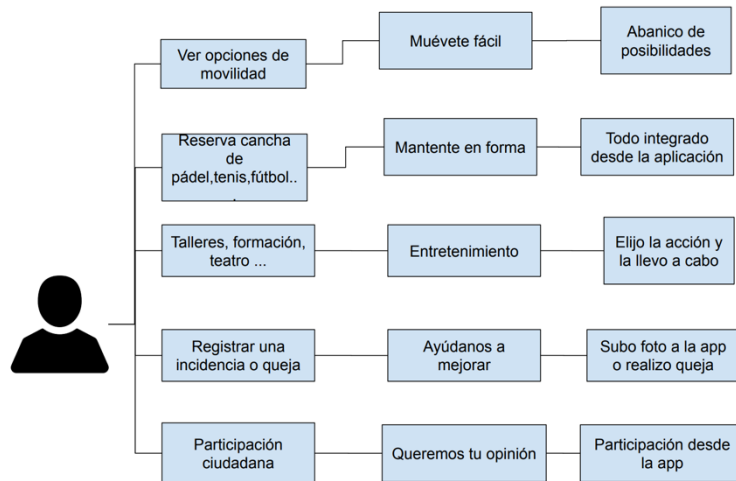 Ver opciones de
movilidad
Muévete fácil
Abanico de
posibilidades
Reserva cancha
de
pádel,tenis,fútbol..
.
Mantente en forma
Todo integrado
desde la aplicación
Talleres, formación,
teatro ...
Entretenimiento
Elijo la acción y
la llevo a cabo
Registrar una
incidencia o queja
Ayúdanos a
mejorar
Subo foto a la app
o realizo queja
Participación
ciudadana
Queremos tu opinión
Participación desde
la app